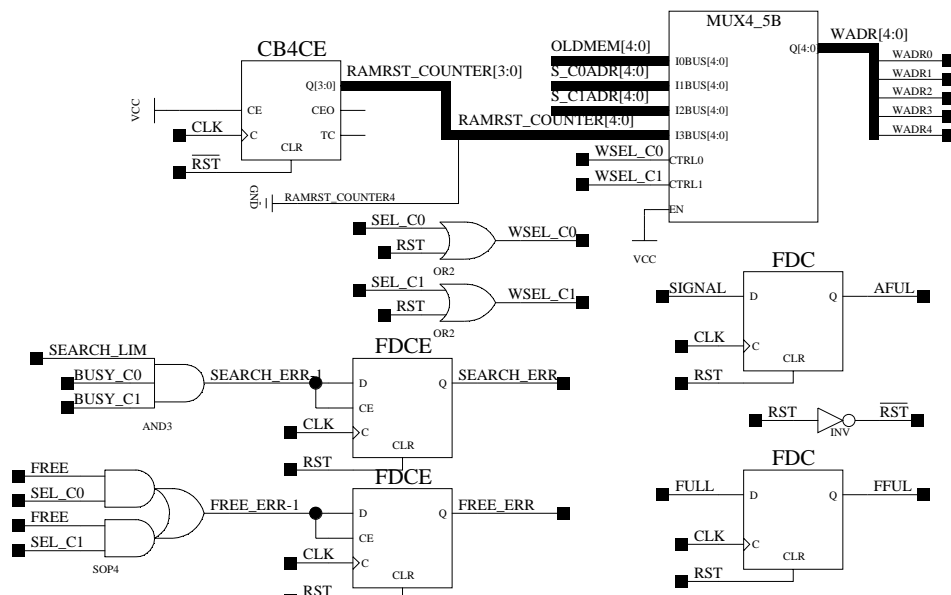 MUX4_5B
CB4CE
OLDMEM[4:0]
WADR[4:0]
Q[4:0]
I0BUS[4:0]
WADR0
RAMRST_COUNTER[3:0]
S_C0ADR[4:0]
I1BUS[4:0]
WADR1
Q[3:0]
S_C1ADR[4:0]
I2BUS[4:0]
WADR2
VCC
CE
CEO
RAMRST_COUNTER[4:0]
I3BUS[4:0]
WADR3
CLK
C
TC
WADR4
CLR
WSEL_C0
CTRL0
RST
WSEL_C1
CTRL1
GND
RAMRST_COUNTER4
EN
SEL_C0
RST
WSEL_C0
OR2
VCC
FDC
SEL_C1
RST
WSEL_C1
OR2
SIGNAL
D
Q
AFUL
CLK
C
CLR
RST
FDCE
SEARCH_LIM
BUSY_C0
BUSY_C1
SEARCH_ERR-1
AND3
D
Q
SEARCH_ERR
CE
CLK
C
CLR
RST
RST
INV
RST
FDCE
FDC
FREE
SEL_C0
FREE
SEL_C1
SOP4
FREE_ERR-1
D
Q
FREE_ERR
CE
CLK
C
CLR
RST
FULL
D
Q
FFUL
CLK
C
CLR
RST